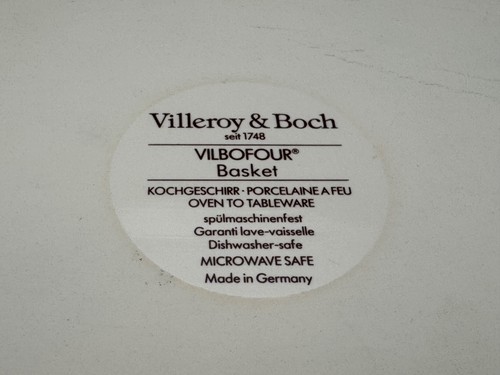 Villeroy & Boch
seit 1748
VILBOFOUR®
Basket
KOCHGESCHIRR · PORCELAINE A FEU
OVEN TO TABLEWARE
spülmaschinenfest
Garanti lave-vaisselle
Dishwasher-safe
MICROWAVE SAFE
Made in Germany